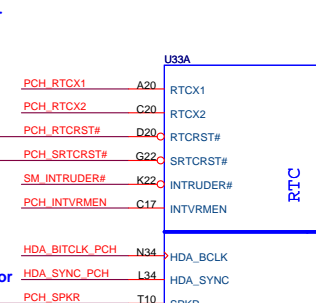 U33A
PCH_RTCX1 A20 RTCX1
PCH_RTCX2 C20 RTCX2
PCH_RTCRST# D20 RTCRST#
PCH_SRTCRST# G22 SRTCRST#
SM_INTRUDER# K22 INTRUDER#
PCH_INTVRMEN C17 INTVRMEN
RTC
HDA_BITCLK_PCH N34 HDA_BCLK
or HDA_SYNC_PCH L34 HDA_SYNC
PCH_SPKR T10 SPKR